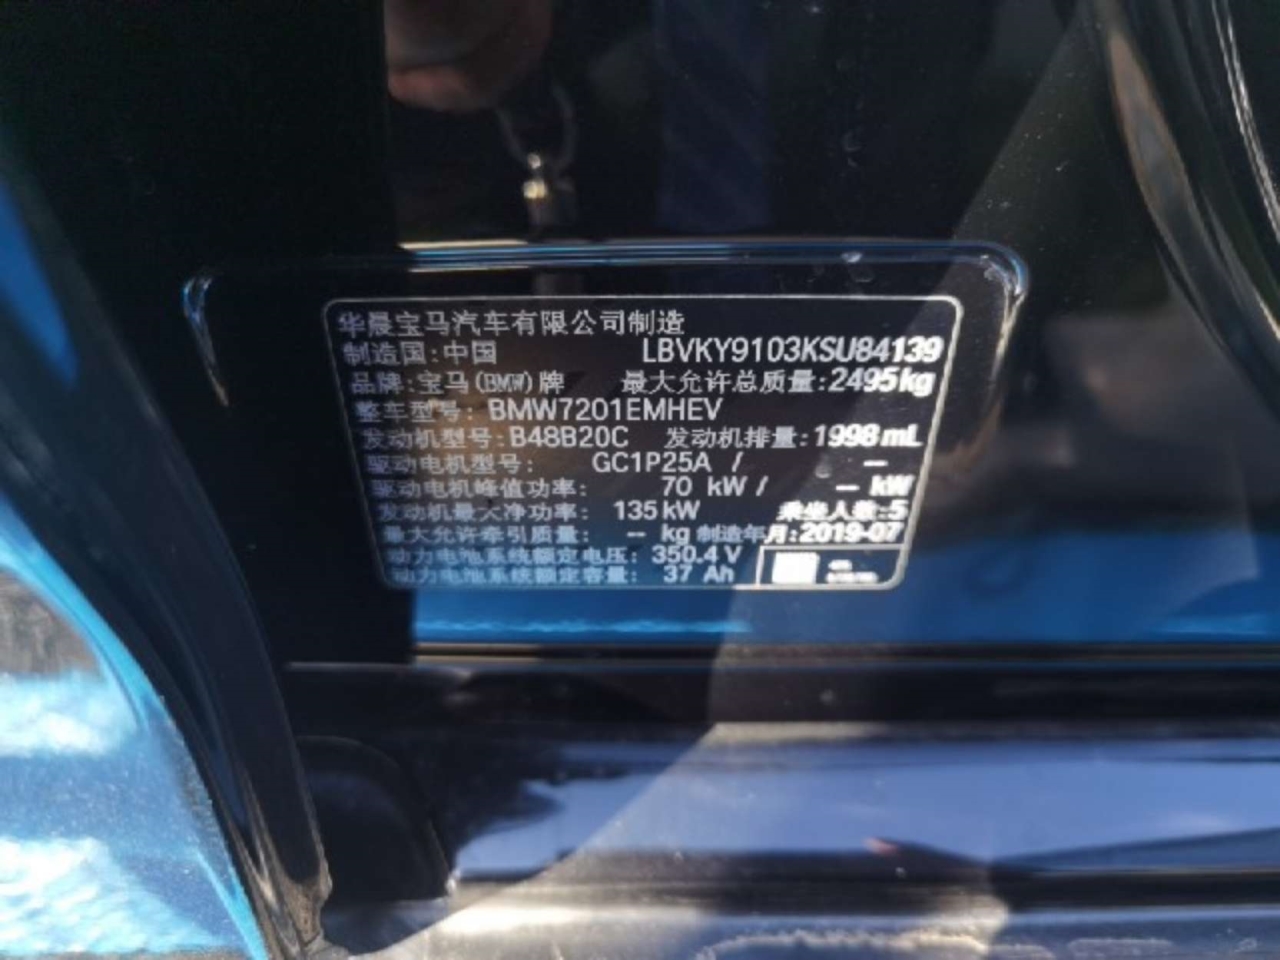 华晨宝马汽车有限公司制造
制造国:中国 LBVKY9103KSU84139
品牌:宝马(BMW)牌 最大允许总质量:2495kg
整车型号: BMW7201EMHEV
发动机型号:B48B20C 发动机排量:1998mL
驱动电机型号: GC1P25A / --
驱动电机峰值功率: 70 kW / -- kW
发动机最大净功率: 135kW 乘坐人数:5
最大允许牵引质量: -- kg 制造年月:2019-07
动力电池系统额定电压: 350.4V
动力电池系统额定容量: 37 Ah